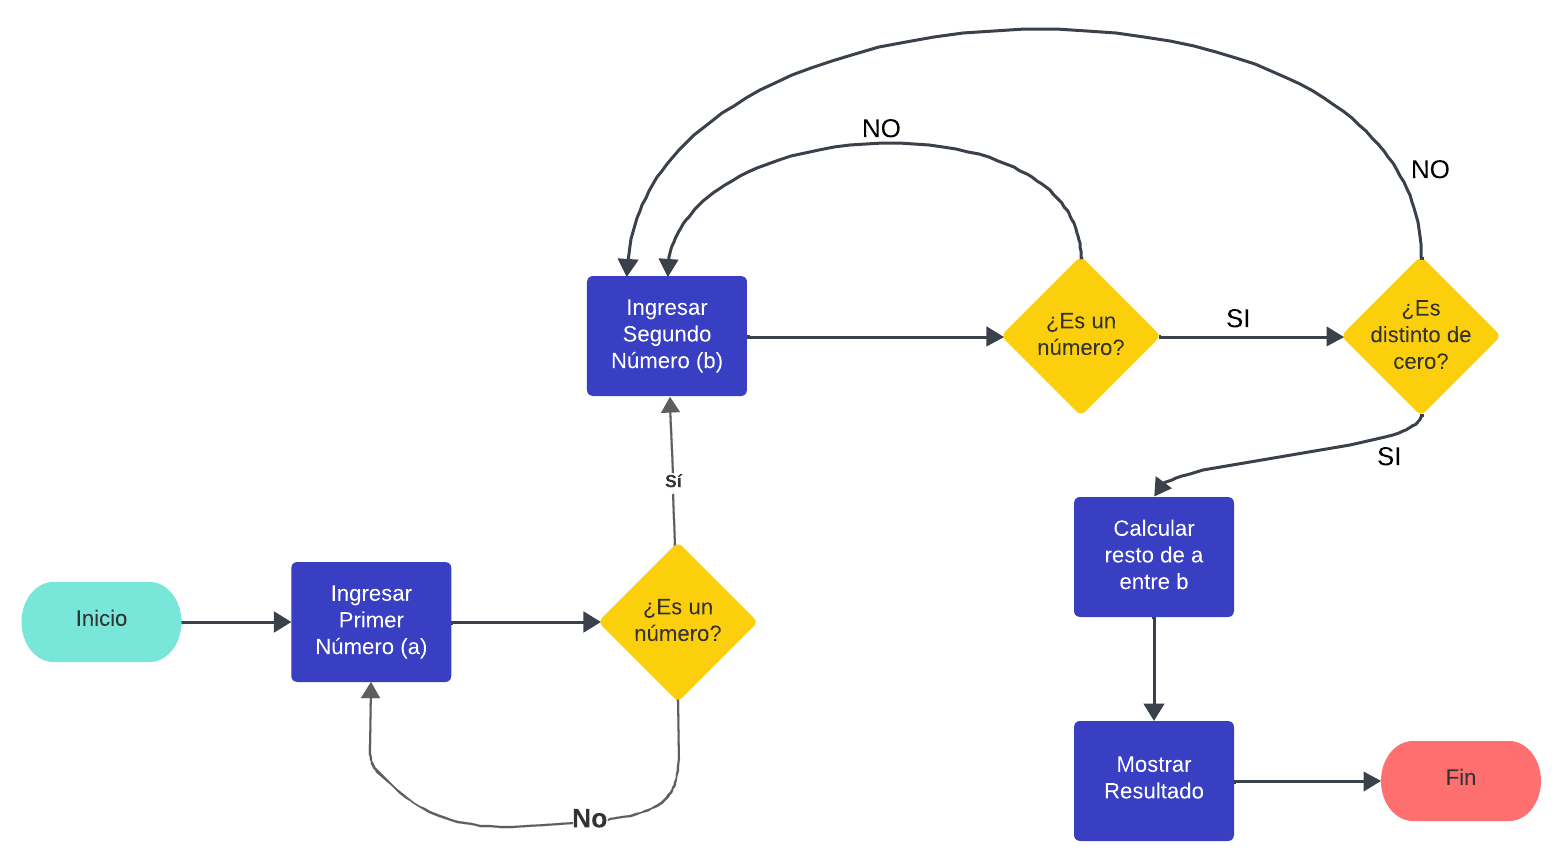 Inicio
Ingresar
Primer
Número (a)
¿Es un
número?
No
Sí
Ingresar
Segundo
Número (b)
¿Es un
número?
NO
SI
¿Es
distinto de
cero?
NO
SI
Calcular
resto de a
entre b
Mostrar
Resultado
Fin